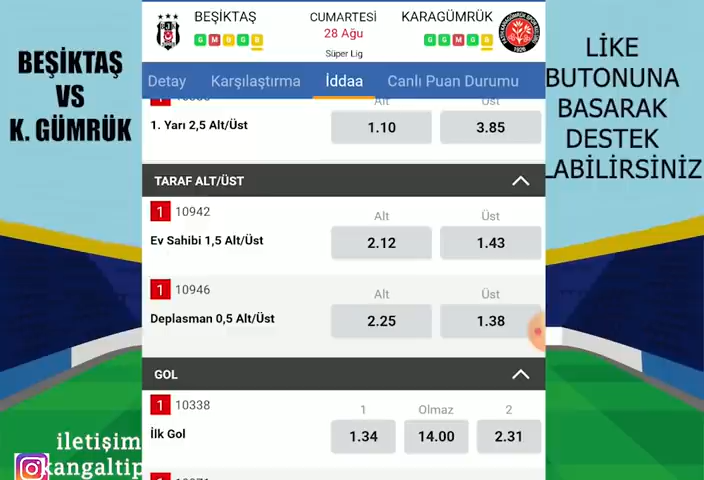 BEŞİKTAŞ
VS
K. GÜMRÜK
BEŞİKTAŞ
G M B G B
CUMARTESİ
28 Ağu
Süper Lig
KARAGÜMRÜK
G G M G B
Detay Karşılaştırma İddaa Canlı Puan Durumu
Alt Üst
1. Yarı 2,5 Alt/Üst 1.10 3.85
TARAF ALT/ÜST
1 10942
Alt Üst
Ev Sahibi 1,5 Alt/Üst 2.12 1.43
1 10946
Alt Üst
Deplasman 0,5 Alt/Üst 2.25 1.38
GOL
1 10338
1 Olmaz 2
İlk Gol 1.34 14.00 2.31
LİKE
BUTONUNA
BASARAK
DESTEK
LABİLİRSİNİZ
iletişim
kangaltip